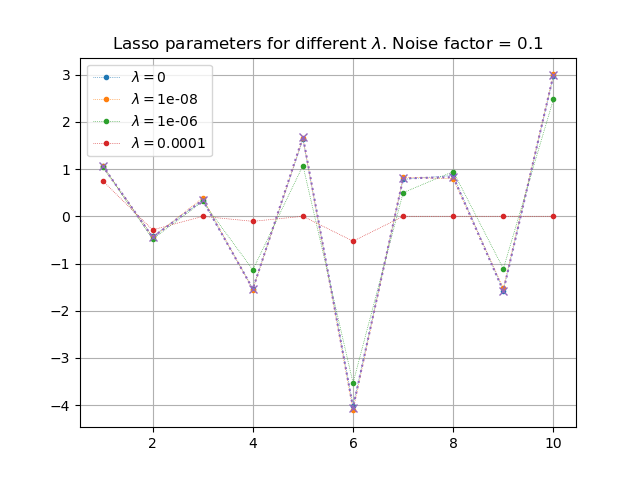 Lasso parameters for different λ. Noise factor = 0.1
λ = 0
λ = 1e-08
λ = 1e-06
λ = 0.0001
3
2
1
0
−1
−2
−3
−4
2 4 6 8 10